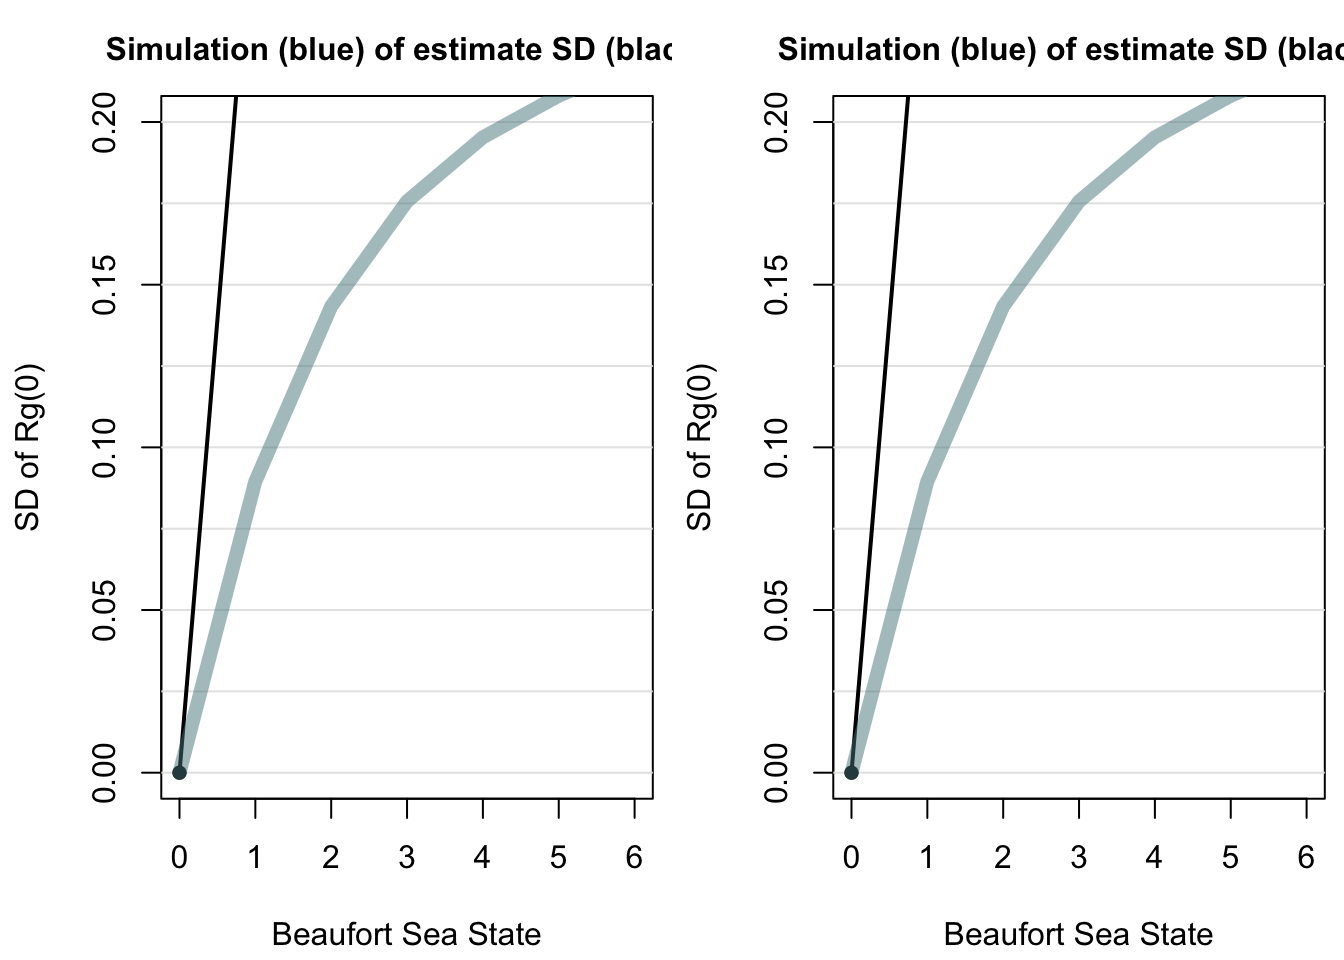 Simulation (blue) of estimate SD (blac
SD of Rg(0)
0.20
0.15
0.10
0.05
0.00
0 1 2 3 4 5 6
Beaufort Sea State
Simulation (blue) of estimate SD (blac
SD of Rg(0)
0.20
0.15
0.10
0.05
0.00
0 1 2 3 4 5 6
Beaufort Sea State